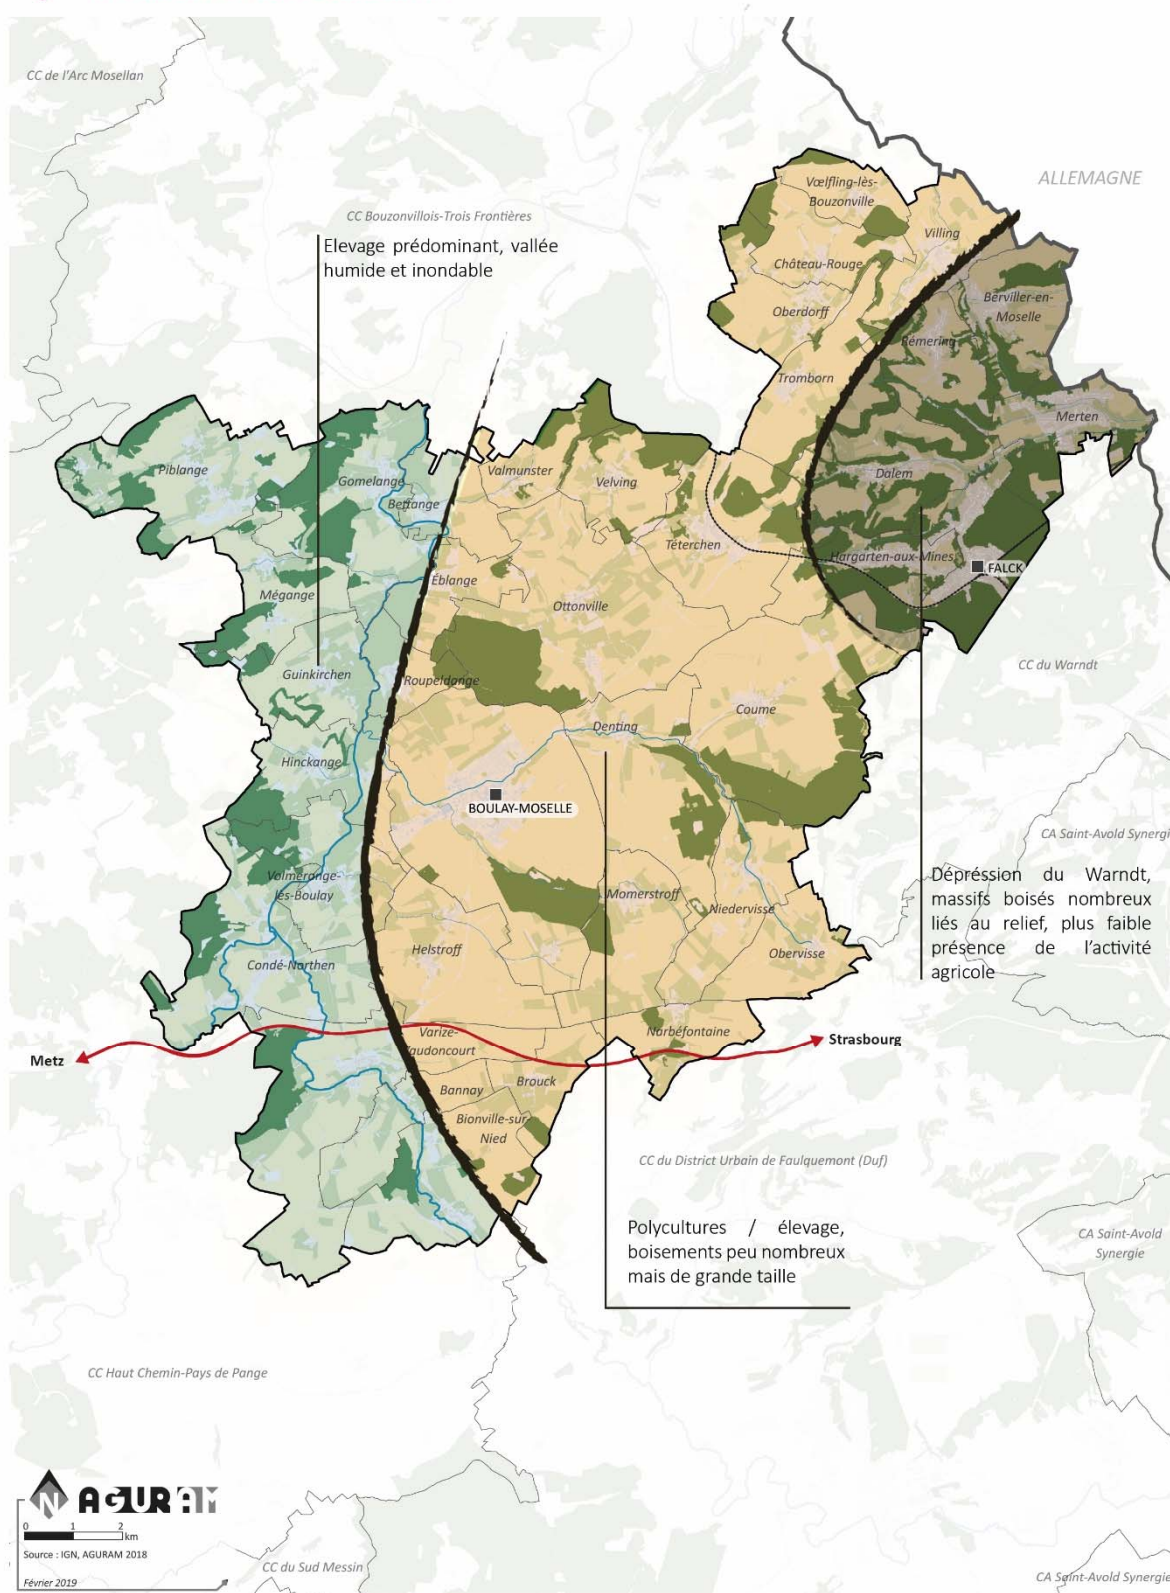 CC de l'Arc Mosellan
ALLEMAGNE
Vœlfling-lès-
Bouzonville
CC Bouzonvillois-Trois Frontières
Villing
Elevage prédominant, vallée
humide et inondable
Château-Rouge
Berviller-en-
Moselle
Oberdorff
Rémering
Tromborn
Merten
Piblange
Gomelange
Valmunster
Velving
Dalem
Bettange
Téterchen
Hargarten-aux-Mines
FALCK
Éblange
Mégange
Ottonville
Guinkirchen
Roupeldange
CC du Warndt
Coume
Denting
Hinckange
BOULAY-MOSELLE
CA Saint-Avold Synergie
Volmerange-
lès-Boulay
Momerstroff
Niedervisse
Dépréssion du Warndt,
massifs boisés nombreux
liés au relief, plus faible
présence de l'activité
agricole
Helstroff
Obervisse
Condé-Northen
Varize-
Vaudoncourt
Narbéfontaine
Metz
Strasbourg
Bannay
Brouck
Bionville-sur-
Nied
CC du District Urbain de Faulquemont (Duf)
Polycultures / élevage,
boisements peu nombreux
mais de grande taille
CA Saint-Avold
Synergie
CC Haut Chemin-Pays de Pange
N AGURAM
0 1 2
km
Source : IGN, AGURAM 2018
Février 2019
CC du Sud Messin
CA Saint-Avold Synergie